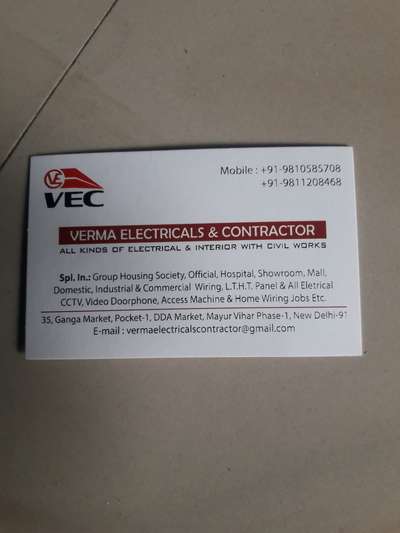 VE
VEC
Mobile : +91-9810585708
+91-9811208468
VERMA ELECTRICALS & CONTRACTOR
ALL KINDS OF ELECTRICAL & INTERIOR WITH CIVIL WORKS
Spl. In.: Group Housing Society, Official, Hospital, Showroom, Mall,
Domestic, Industrial & Commercial Wiring. L.T.H.T. Panel & All Eletrical
CCTV, Video Doorphone, Access Machine & Home Wiring Jobs Etc.
35, Ganga Market, Pocket-1, DDA Market, Mayur Vihar Phase-1, New Delhi-91
E-mail : vermaelectricalscontractor@gmail.com